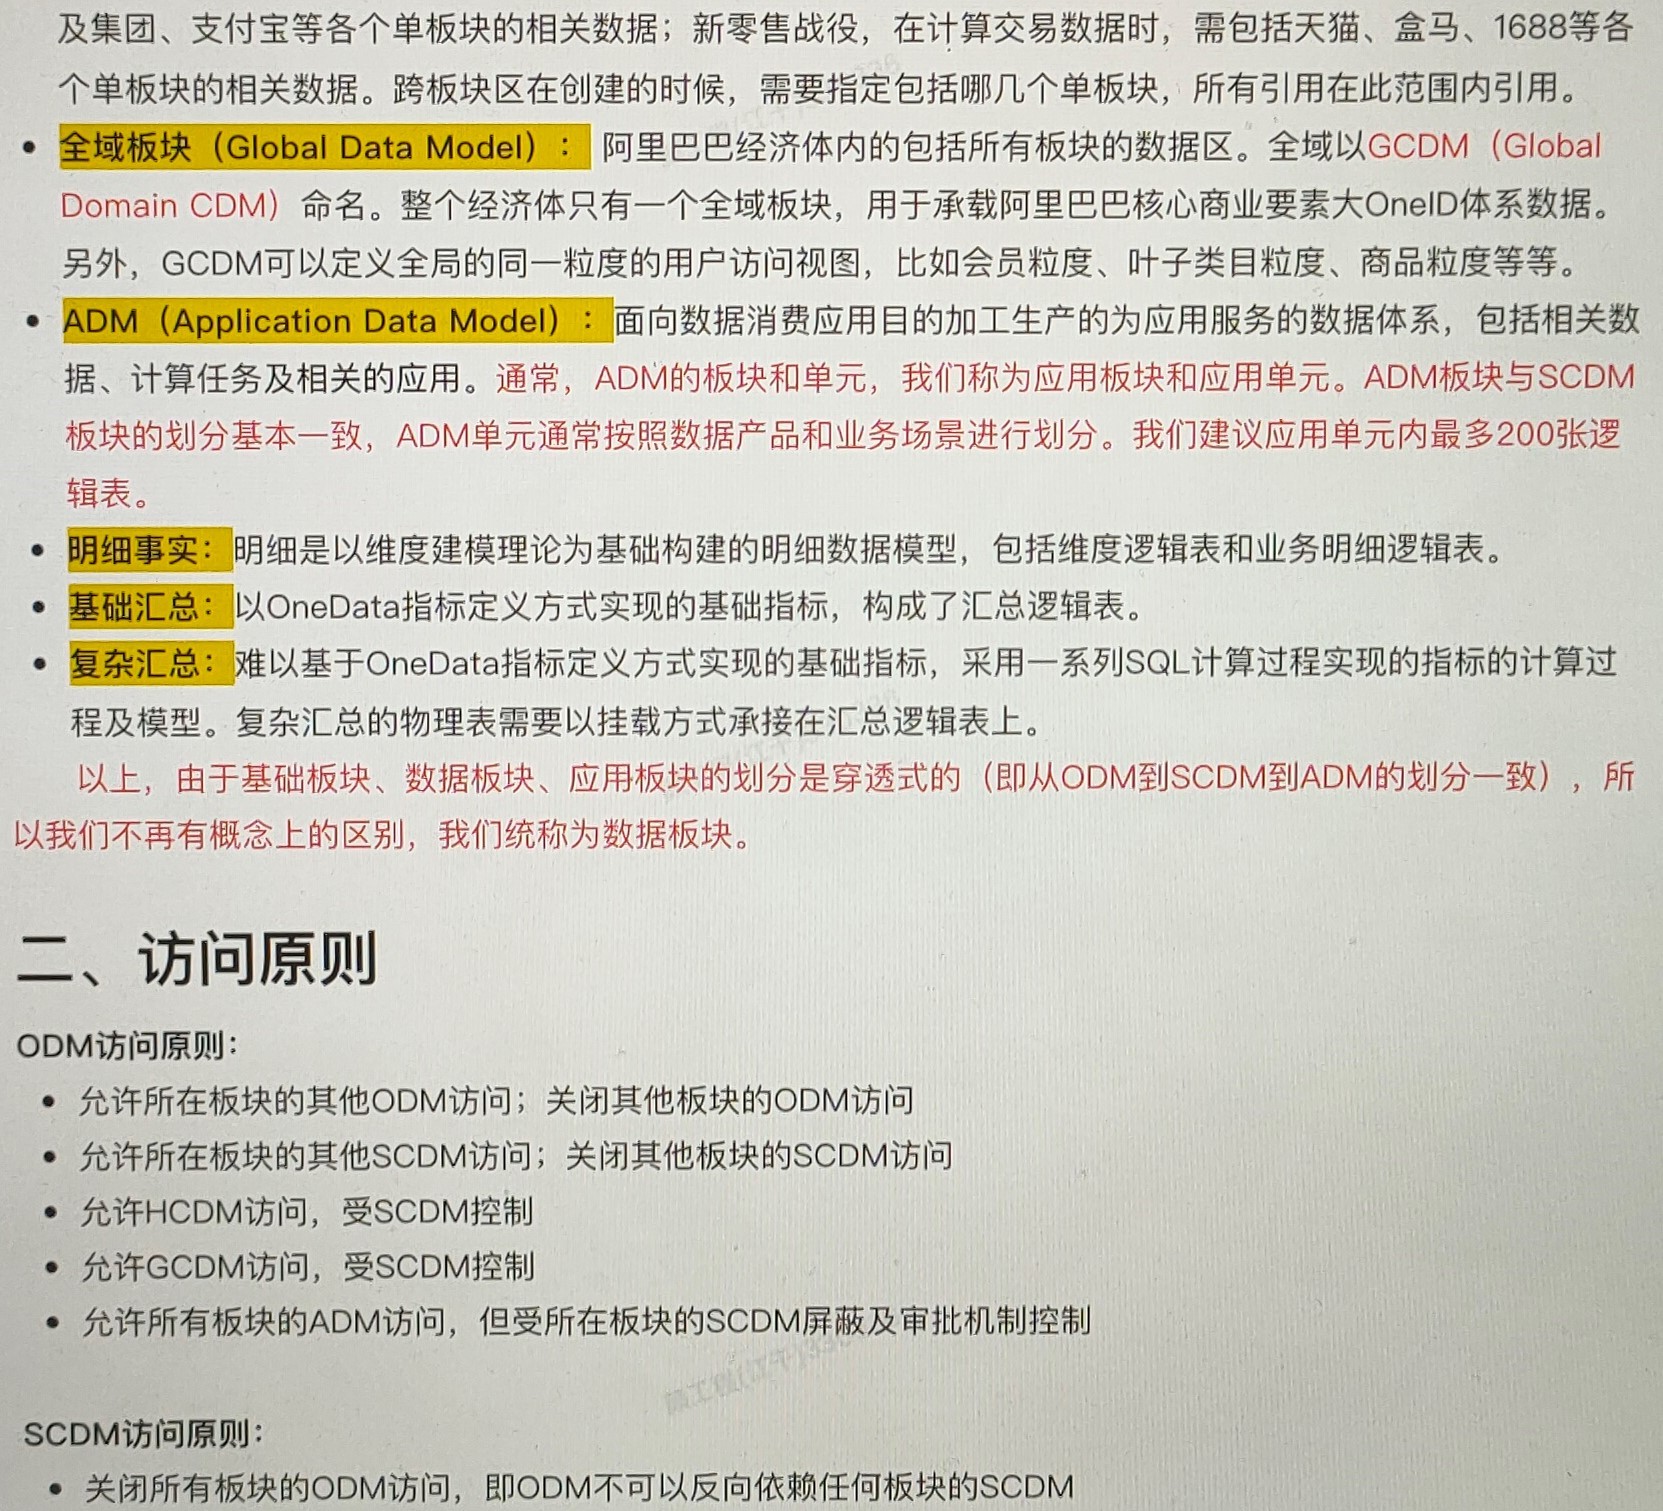 及集团、支付宝等各个单板块的相关数据；新零售战役，在计算交易数据时，需包括天猫、盒马、1688等各
个单板块的相关数据。跨板块区在创建的时候，需要指定包括哪几个单板块，所有引用在此范围内引用。
• 全域板块（Global Data Model）： 阿里巴巴经济体内的包括所有板块的数据区。全域以GCDM（Global
Domain CDM）命名。整个经济体只有一个全域板块，用于承载阿里巴巴核心商业要素大OneID体系数据。
另外，GCDM可以定义全局的同一粒度的用户访问视图，比如会员粒度、叶子类目粒度、商品粒度等等。
• ADM（Application Data Model）：面向数据消费应用目的加工生产的为应用服务的数据体系，包括相关数
据、计算任务及相关的应用。通常，ADM的板块和单元，我们称为应用板块和应用单元。ADM板块与SCDM
板块的划分基本一致，ADM单元通常按照数据产品和业务场景进行划分。我们建议应用单元内最多200张逻
辑表。
• 明细事实：明细是以维度建模理论为基础构建的明细数据模型，包括维度逻辑表和业务明细逻辑表。
• 基础汇总：以OneData指标定义方式实现的基础指标，构成了汇总逻辑表。
• 复杂汇总：难以基于OneData指标定义方式实现的基础指标，采用一系列SQL计算过程实现的指标的计算过
程及模型。复杂汇总的物理表需要以挂载方式承接在汇总逻辑表上。
以上，由于基础板块、数据板块、应用板块的划分是穿透式的（即从ODM到SCDM到ADM的划分一致），所
以我们不再有概念上的区别，我们统称为数据板块。
二、访问原则
ODM访问原则：
• 允许所在板块的其他ODM访问；关闭其他板块的ODM访问
• 允许所在板块的其他SCDM访问；关闭其他板块的SCDM访问
• 允许HCDM访问，受SCDM控制
• 允许GCDM访问，受SCDM控制
• 允许所有板块的ADM访问，但受所在板块的SCDM屏蔽及审批机制控制
SCDM访问原则：
• 关闭所有板块的ODM访问，即ODM不可以反向依赖任何板块的SCDM